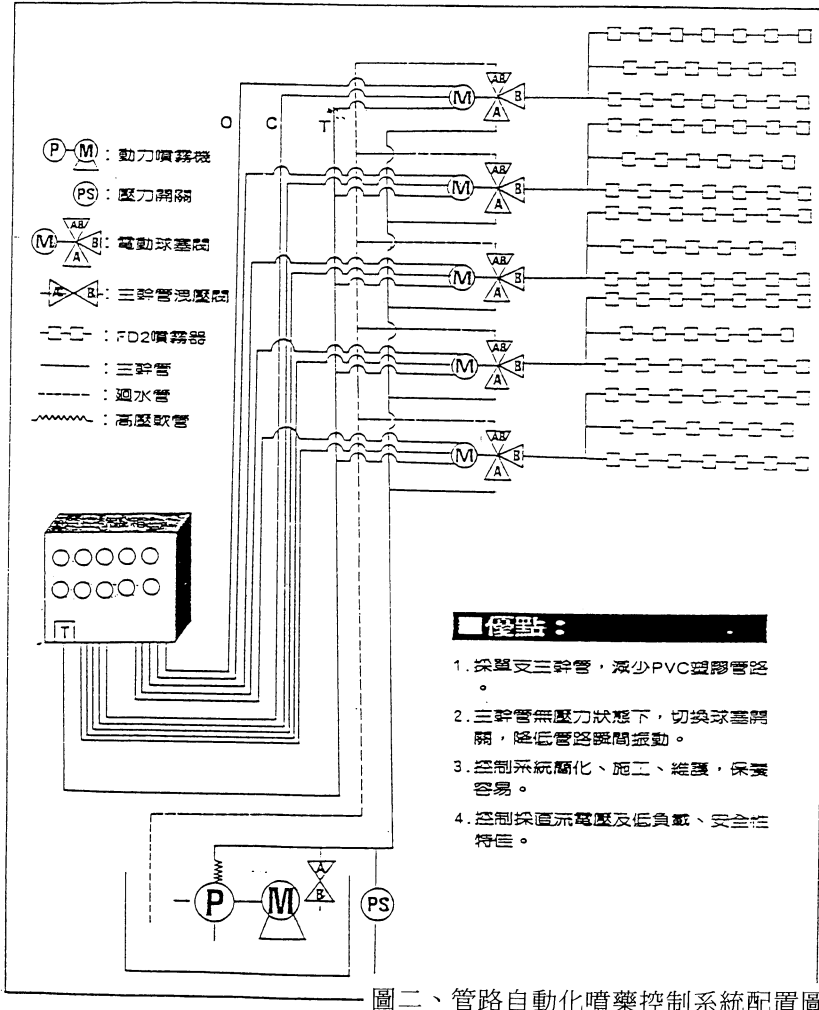 O C T
P M ：動力噴霧機
PS ：壓力開關
M AB B A ：電動球塞閥
A B ：三幹管洩壓閥
：FD2噴霧器
：三幹管
：廻水管
：高壓軟管
M AB B A
M AB B A
M AB B A
M AB B A
M AB B A
T
■優點：
1.採單支三幹管，減少PVC塑膠管路
。
2.三幹管無壓力狀態下，切換球塞開
關，降低管路瞬間振動。
3.控制系統簡化、施工、維護，保養
容易。
4.控制採直流電壓及低負載、安全性
特佳。
A
B
P M PS
圖二、管路自動化噴藥控制系統配置圖